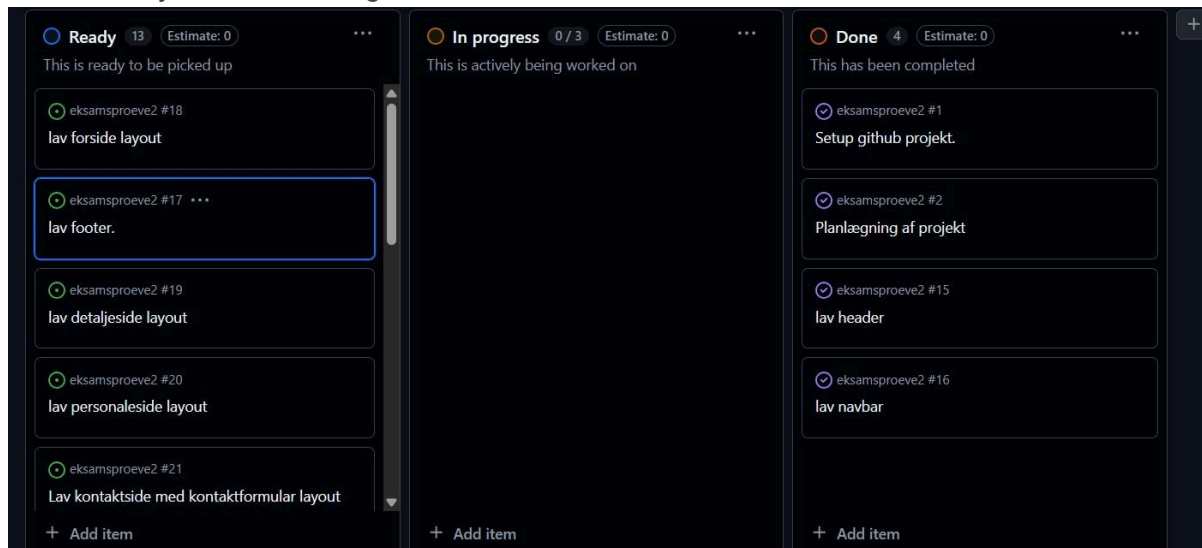 Ready 13 Estimate: 0 ...
This is ready to be picked up
eksamsproeve2 #18
lav forside layout
eksamsproeve2 #17 ...
lav footer.
eksamsproeve2 #19
lav detaljeside layout
eksamsproeve2 #20
lav personaleside layout
eksamsproeve2 #21
Lav kontaktside med kontaktformular layout
+ Add item
In progress 0 / 3 Estimate: 0 ...
This is actively being worked on
+ Add item
Done 4 Estimate: 0 ...
This has been completed
eksamsproeve2 #1
Setup github projekt.
eksamsproeve2 #2
Planlægning af projekt
eksamsproeve2 #15
lav header
eksamsproeve2 #16
lav navbar
+ Add item
+